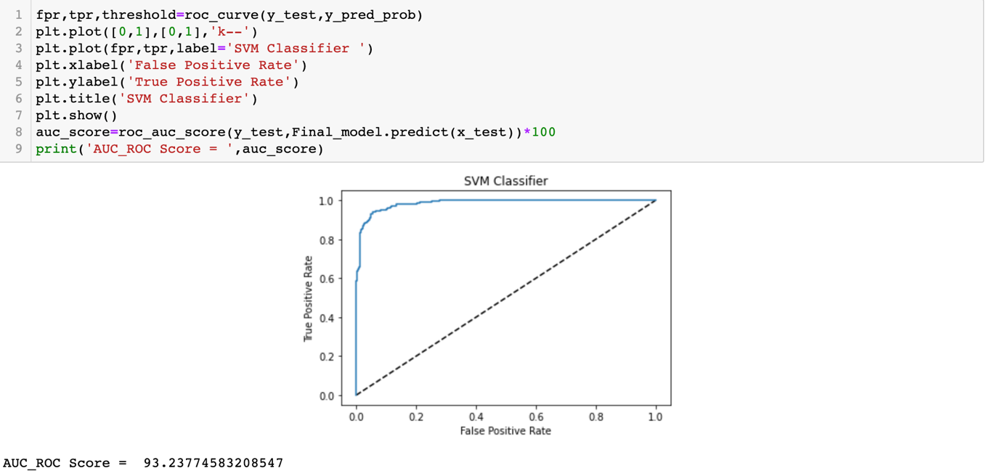 1 fpr,tpr,threshold=roc_curve(y_test,y_pred_prob)
2 plt.plot([0,1],[0,1],'k--')
3 plt.plot(fpr,tpr,label='SVM Classifier ')
4 plt.xlabel('False Positive Rate')
5 plt.ylabel('True Positive Rate')
6 plt.title('SVM Classifier')
7 plt.show()
8 auc_score=roc_auc_score(y_test,Final_model.predict(x_test))*100
9 print('AUC_ROC Score = ',auc_score)
SVM Classifier
True Positive Rate
1.0
0.8
0.6
0.4
0.2
0.0
0.0 0.2 0.4 0.6 0.8 1.0
False Positive Rate
AUC_ROC Score =  93.23774583208547